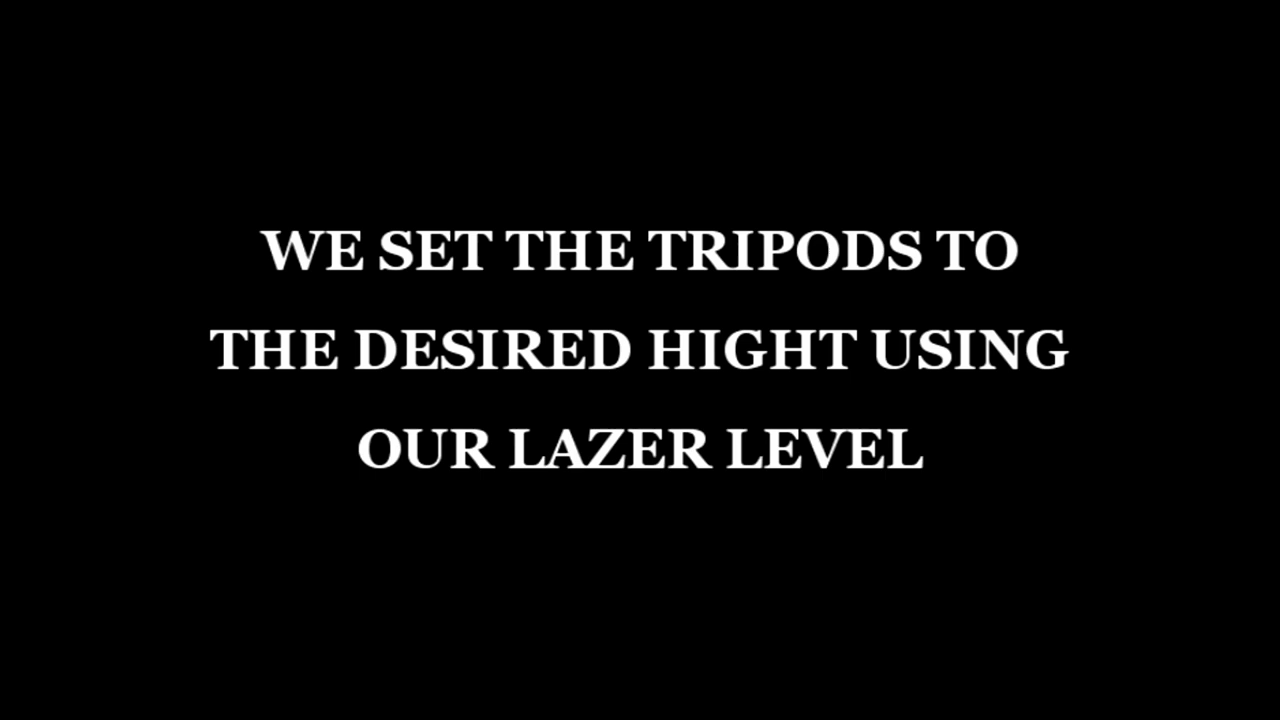 WE SET THE TRIPODS TO
THE DESIRED HIGHT USING
OUR LAZER LEVEL